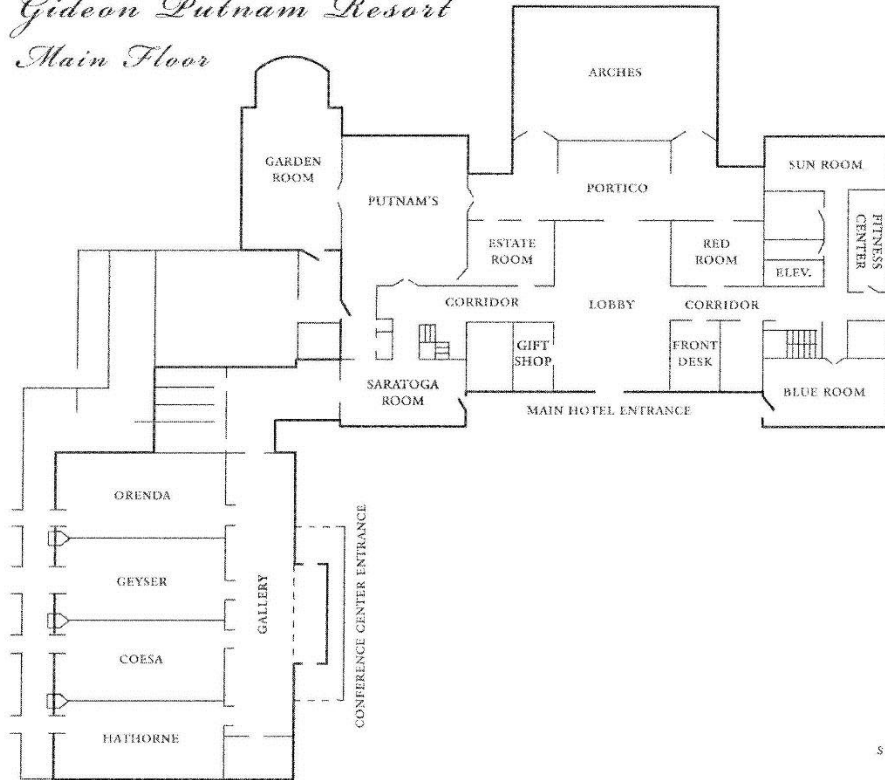 Gideon Putnam Resort
Main Floor
ARCHES
GARDEN
ROOM
SUN ROOM
PUTNAM'S
PORTICO
FITNESS
CENTER
ESTATE
ROOM
RED
ROOM
ELEV.
CORRIDOR
LOBBY
CORRIDOR
GIFT
SHOP
FRONT
DESK
SARATOGA
ROOM
BLUE ROOM
MAIN HOTEL ENTRANCE
ORENDA
GEYSER
GALLERY
CONFERENCE CENTER ENTRANCE
COESA
HATHORNE
S